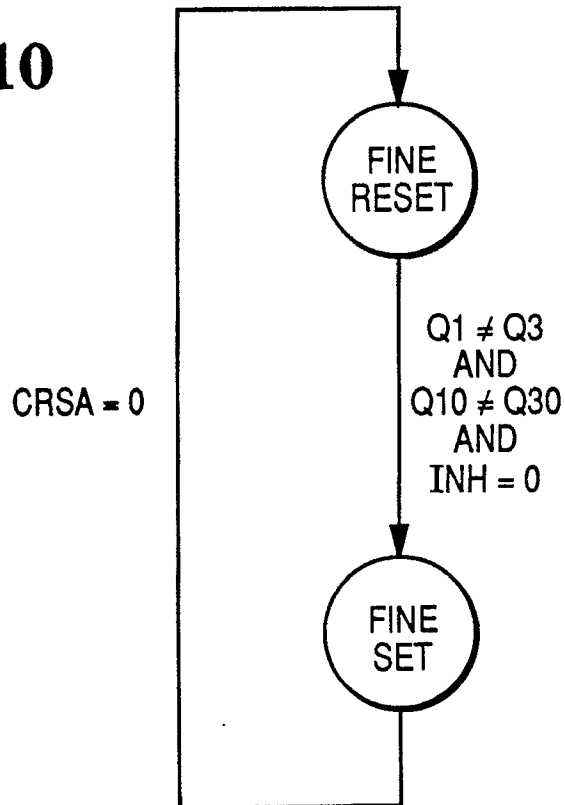 10
FINE
RESET
Q1 ≠ Q3
AND
Q10 ≠ Q30
AND
INH = 0
CRSA = 0
FINE
SET